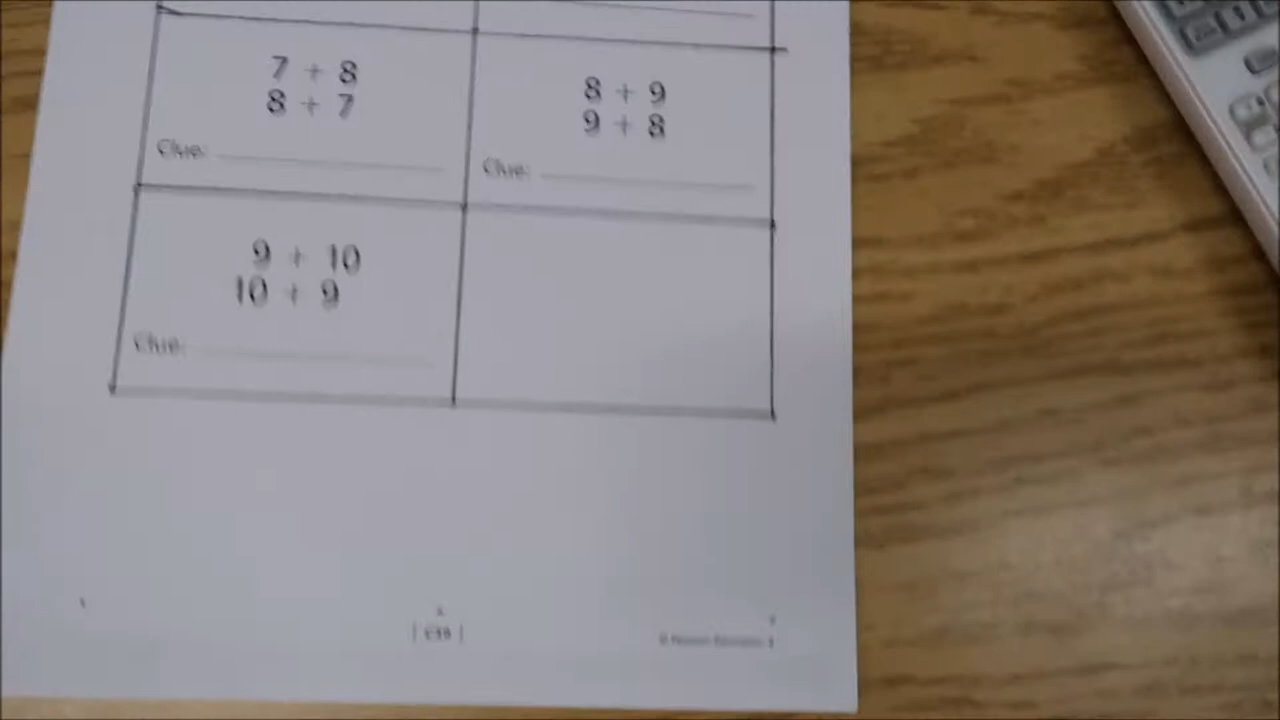 7 + 8
8 + 7
Clue:
8 + 9
9 + 8
Clue:
9 + 10
10 + 9
Clue: